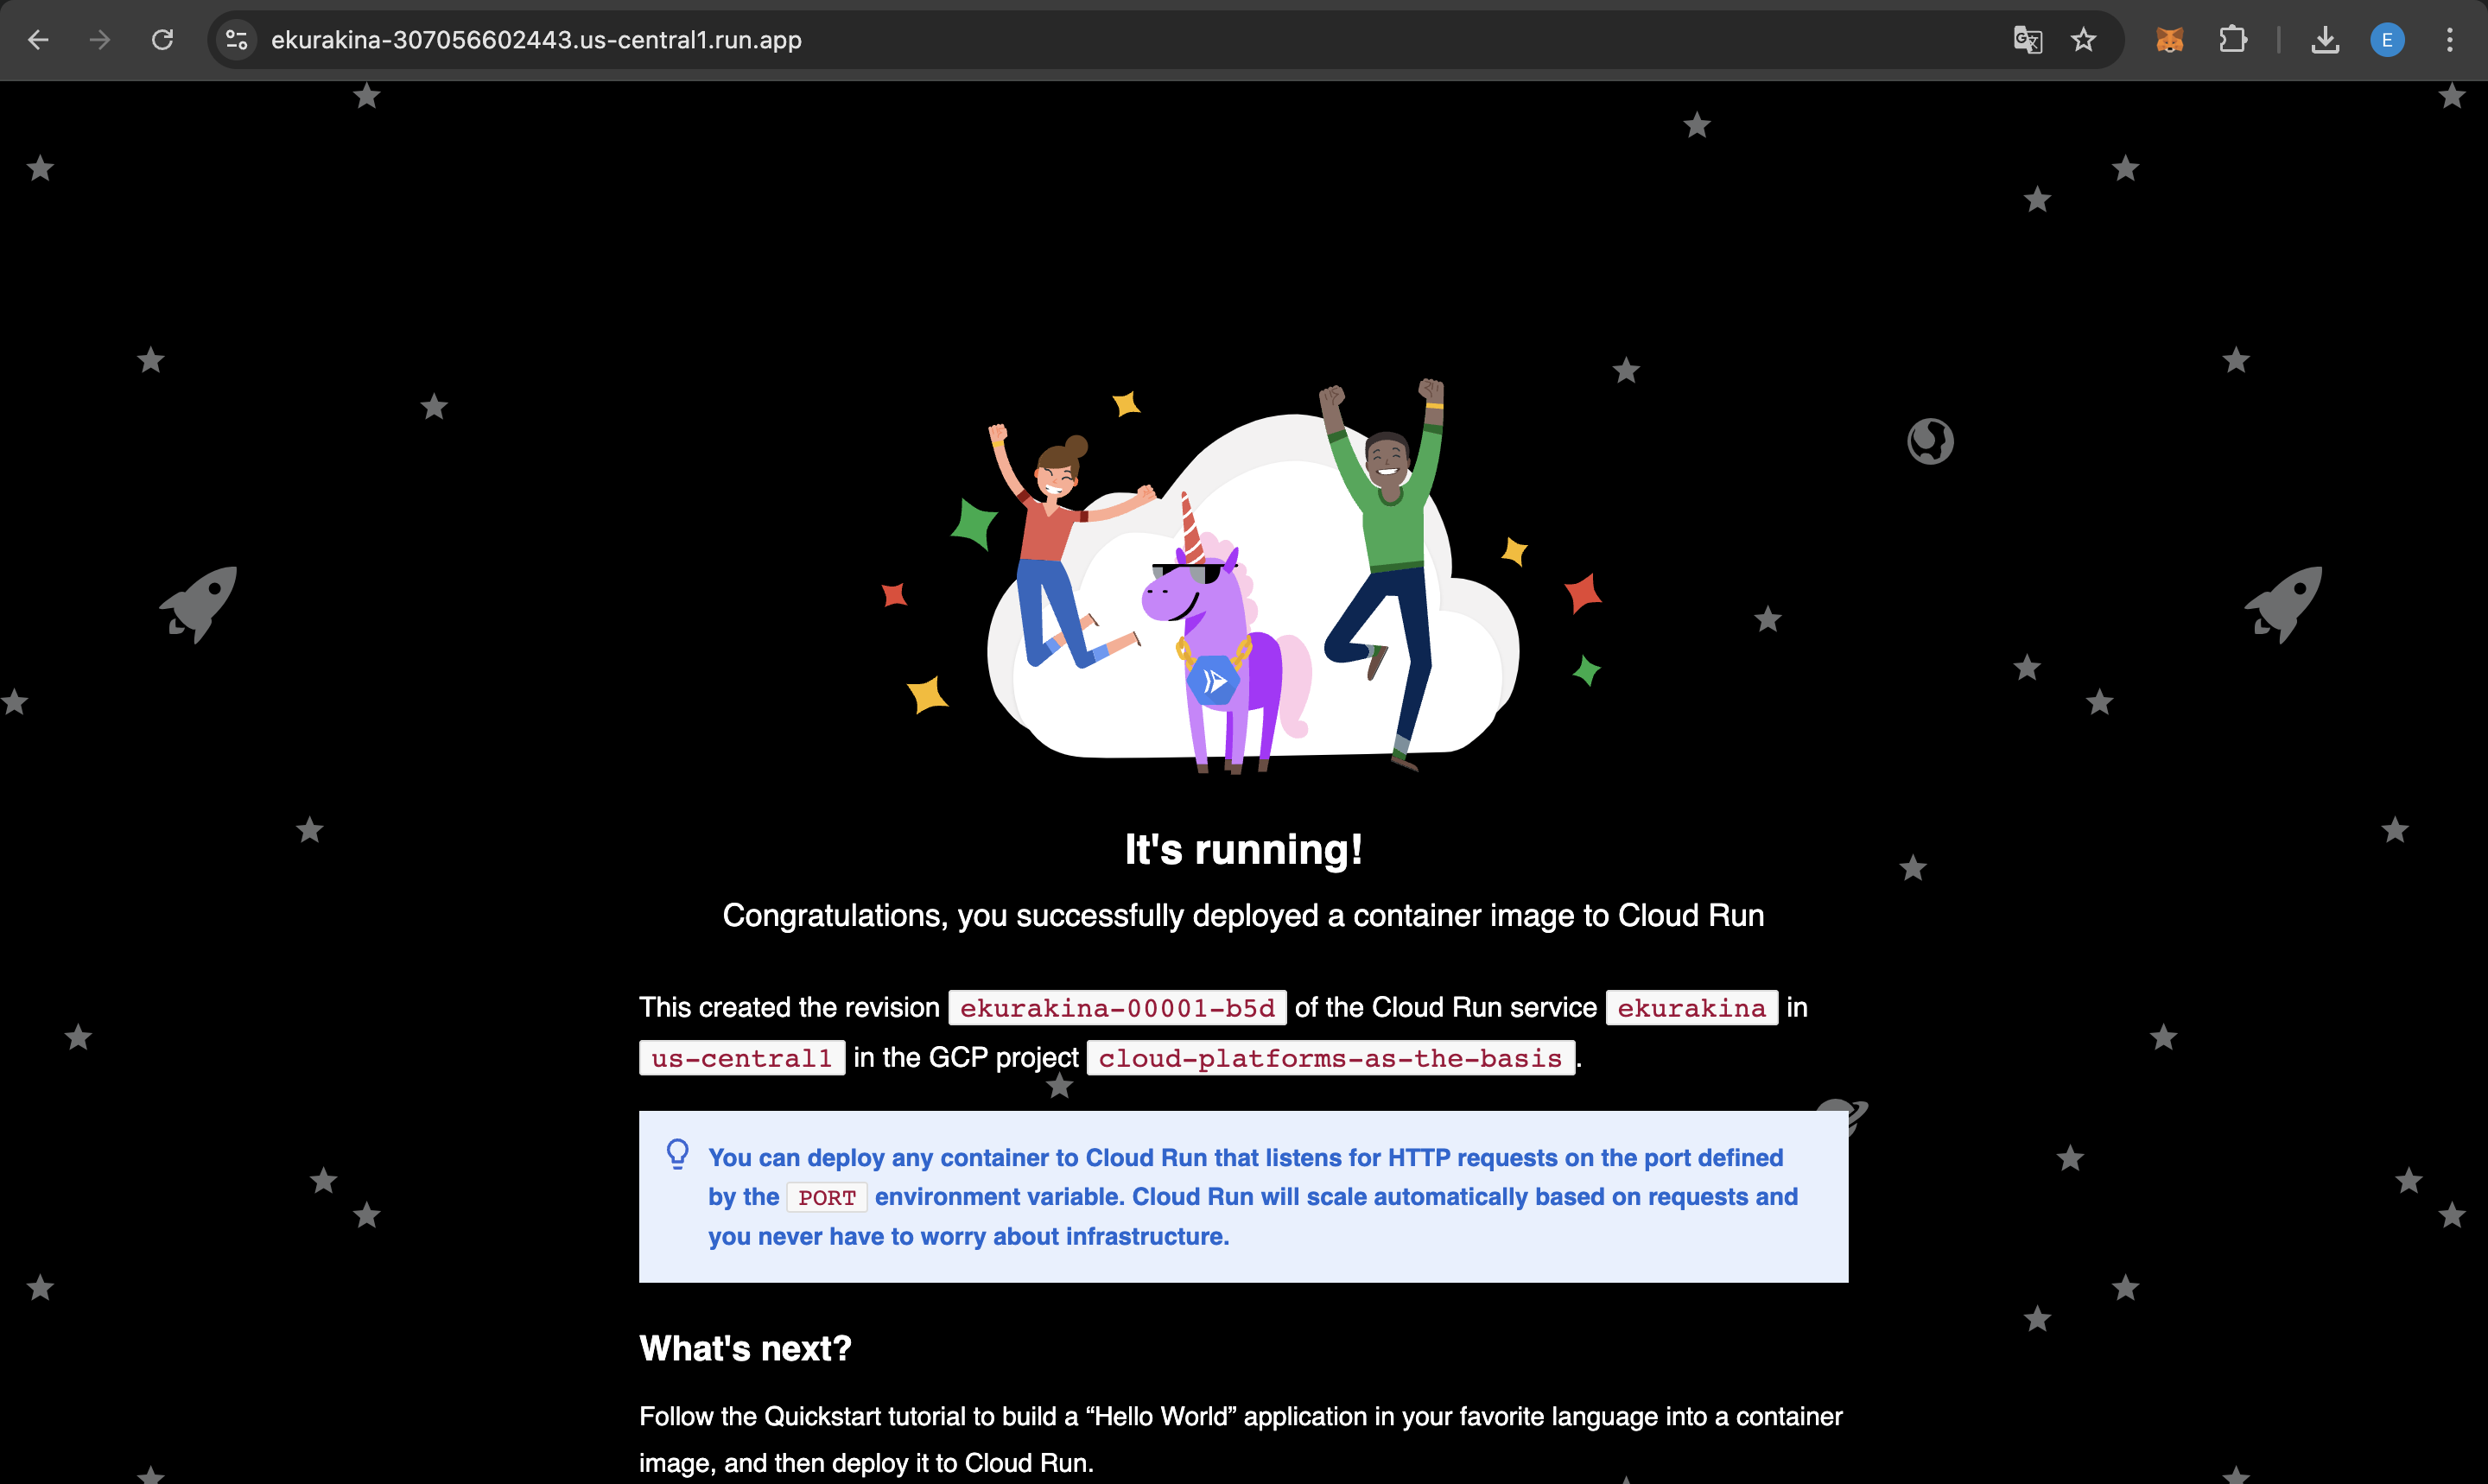 ekurakina-307056602443.us-central1.run.app
E
It's running!
Congratulations, you successfully deployed a container image to Cloud Run
This created the revision ekurakina-00001-b5d of the Cloud Run service ekurakina in
us-central1 in the GCP project cloud-platforms-as-the-basis.
You can deploy any container to Cloud Run that listens for HTTP requests on the port defined
by the PORT environment variable. Cloud Run will scale automatically based on requests and
you never have to worry about infrastructure.
What's next?
Follow the Quickstart tutorial to build a “Hello World” application in your favorite language into a container
image, and then deploy it to Cloud Run.